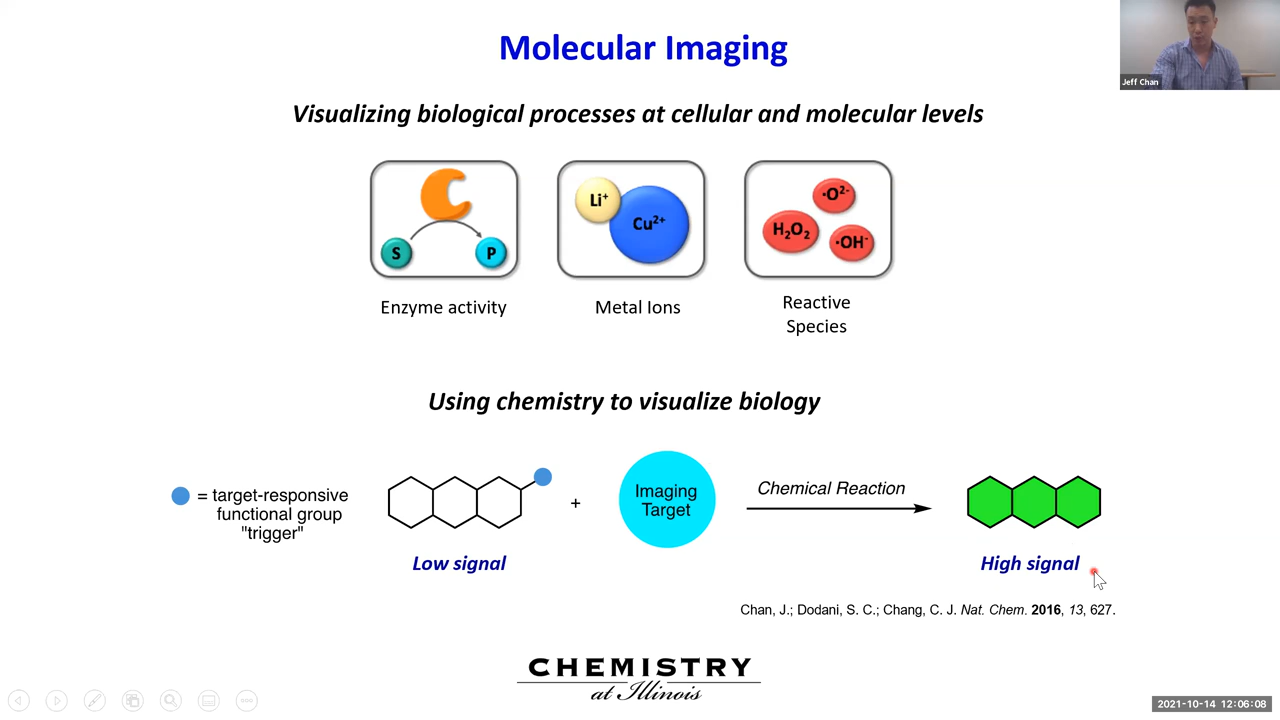 Molecular Imaging
Jeff Chan
Visualizing biological processes at cellular and molecular levels
S
P
Li⁺
Cu²⁺
·O²⁻
H₂O₂
·OH⁻
Enzyme activity
Metal Ions
Reactive
Species
Using chemistry to visualize biology
= target-responsive
functional group
"trigger"
+
Imaging
Target
Chemical Reaction
Low signal
High signal
Chan, J.; Dodani, S. C.; Chang, C. J. Nat. Chem. 2016, 13, 627.
CHEMISTRY
at Illinois
2021-10-14 12:06:08